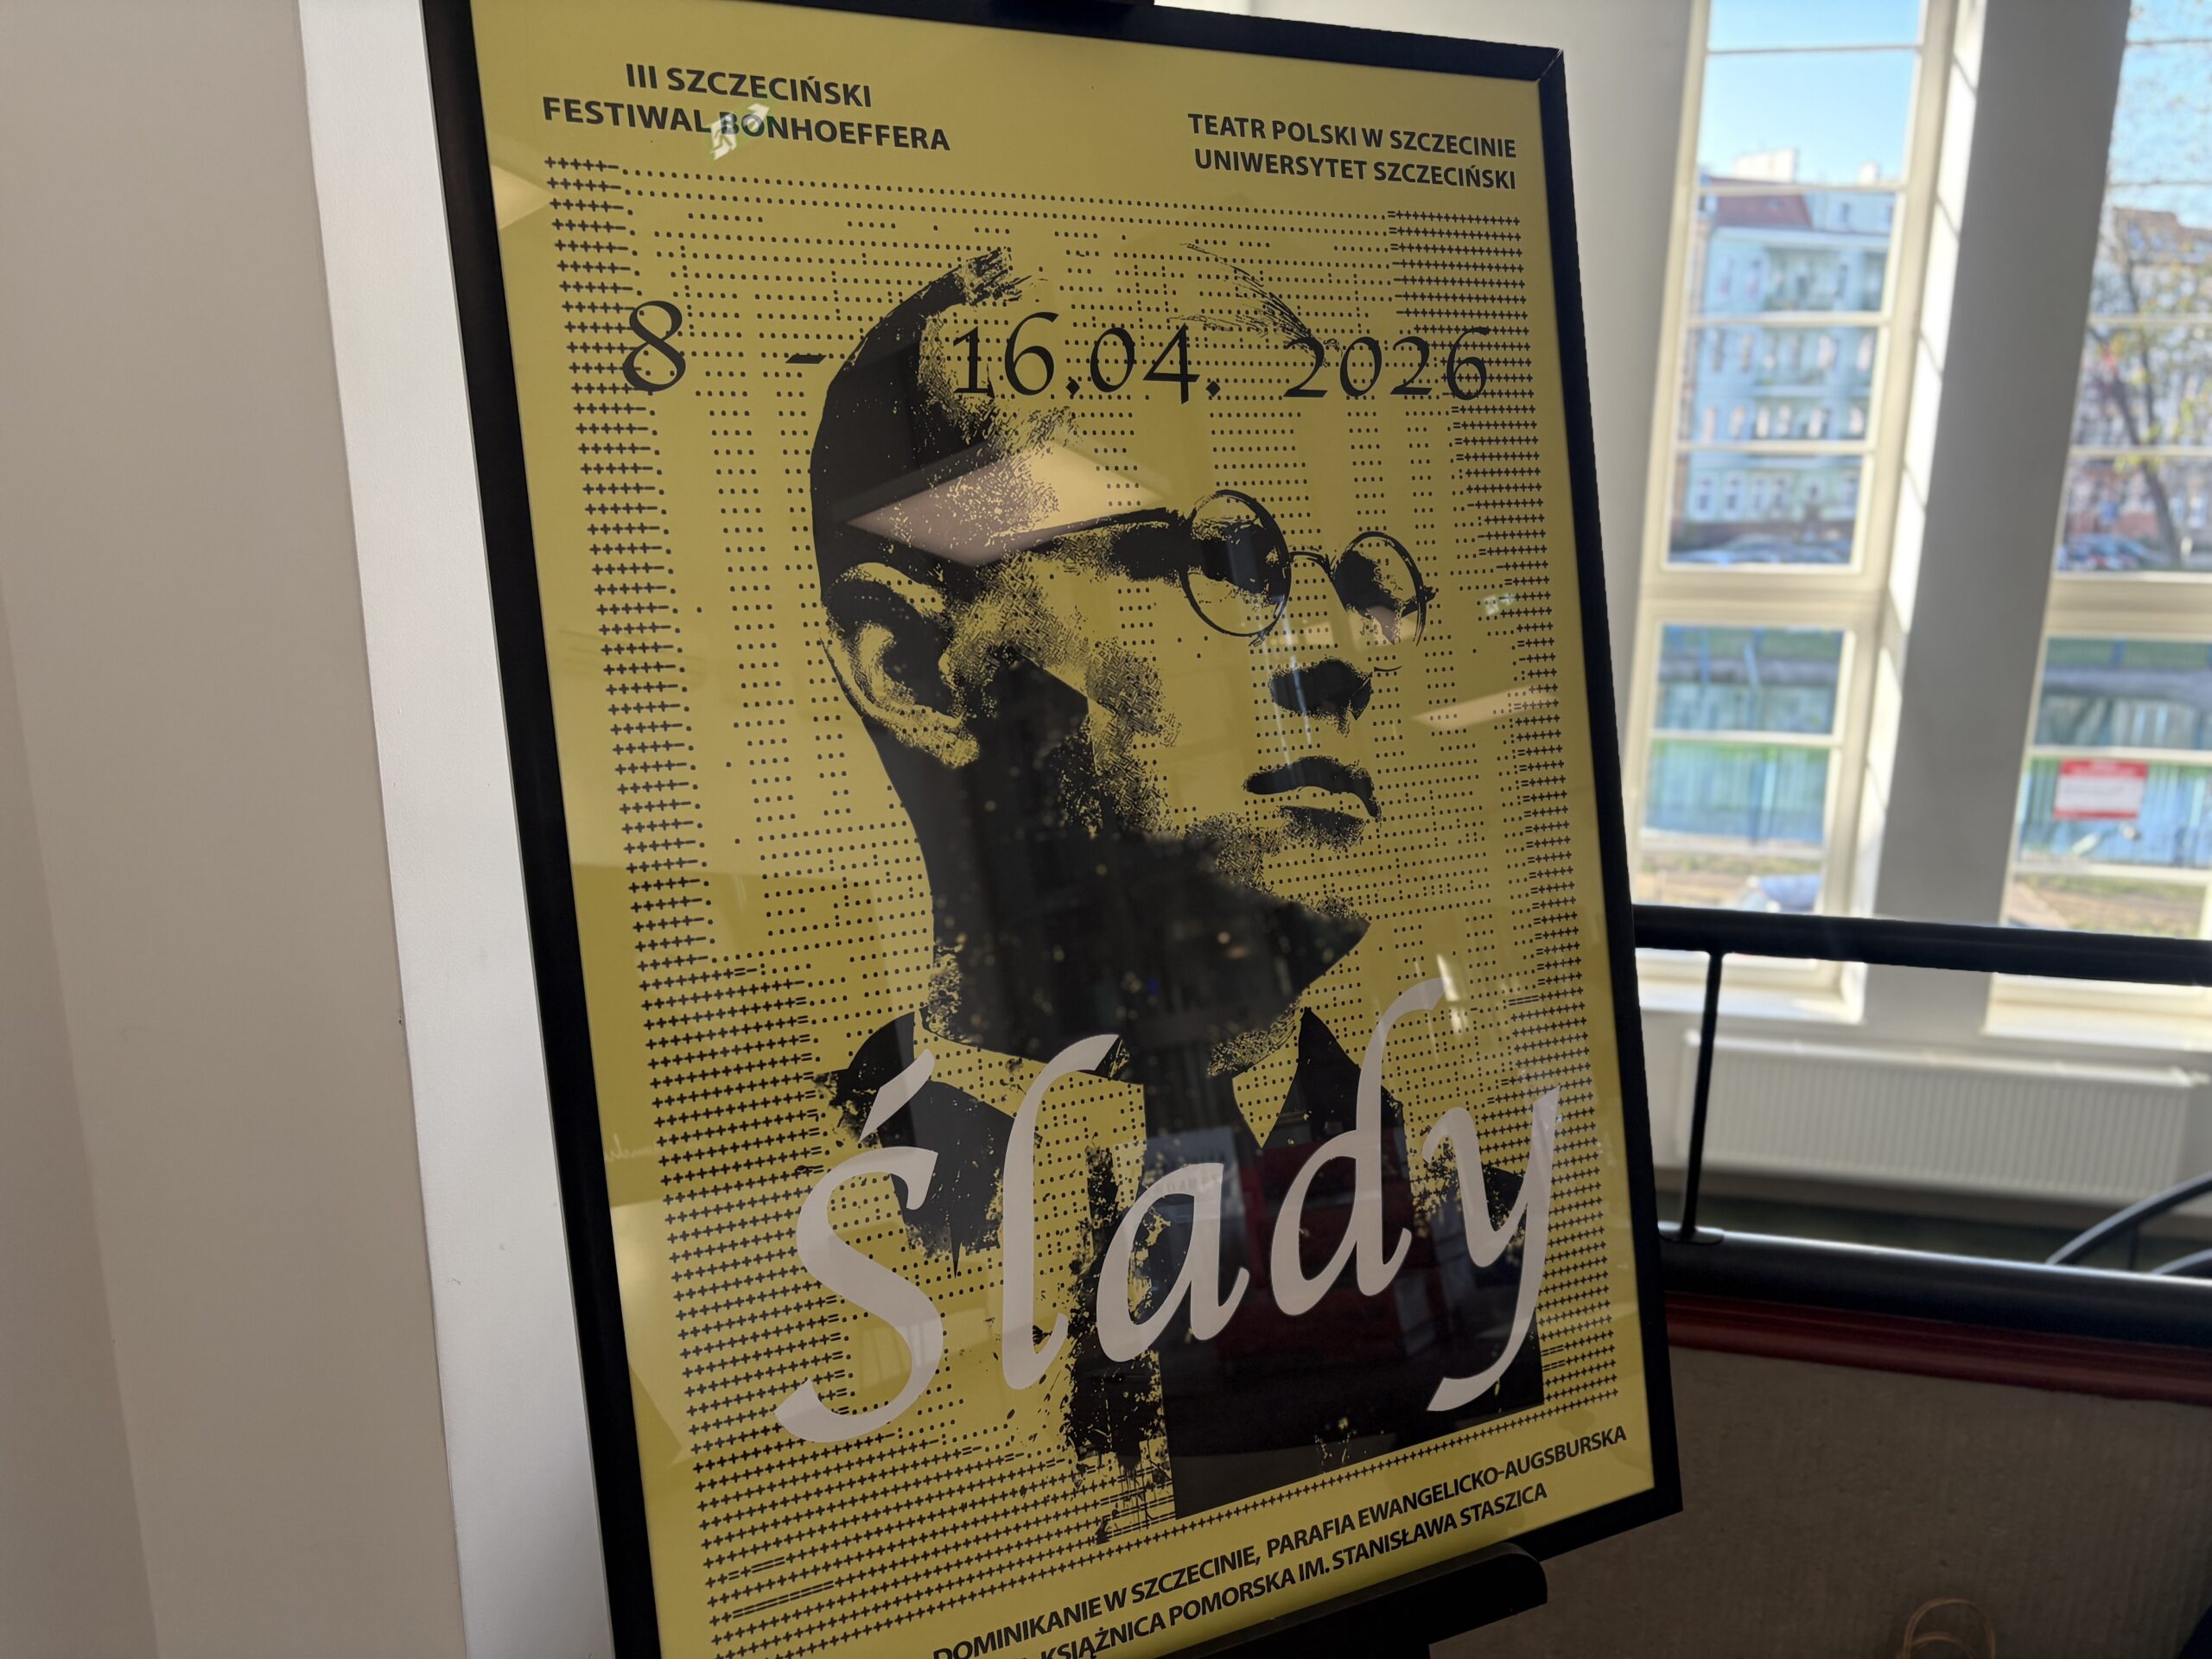 III SZCZECIŃSKI
FESTIWAL BONHOEFFERA
TEATR POLSKI W SZCZECINIE
UNIWERSYTET SZCZECIŃSKI
8 - 16.04. 2026
Ślady
DOMINIKANIE W SZCZECINIE, PARAFIA EWANGELICKO-AUGSBURSKA
KSIĄŻNICA POMORSKA IM. STANISŁAWA STASZICA